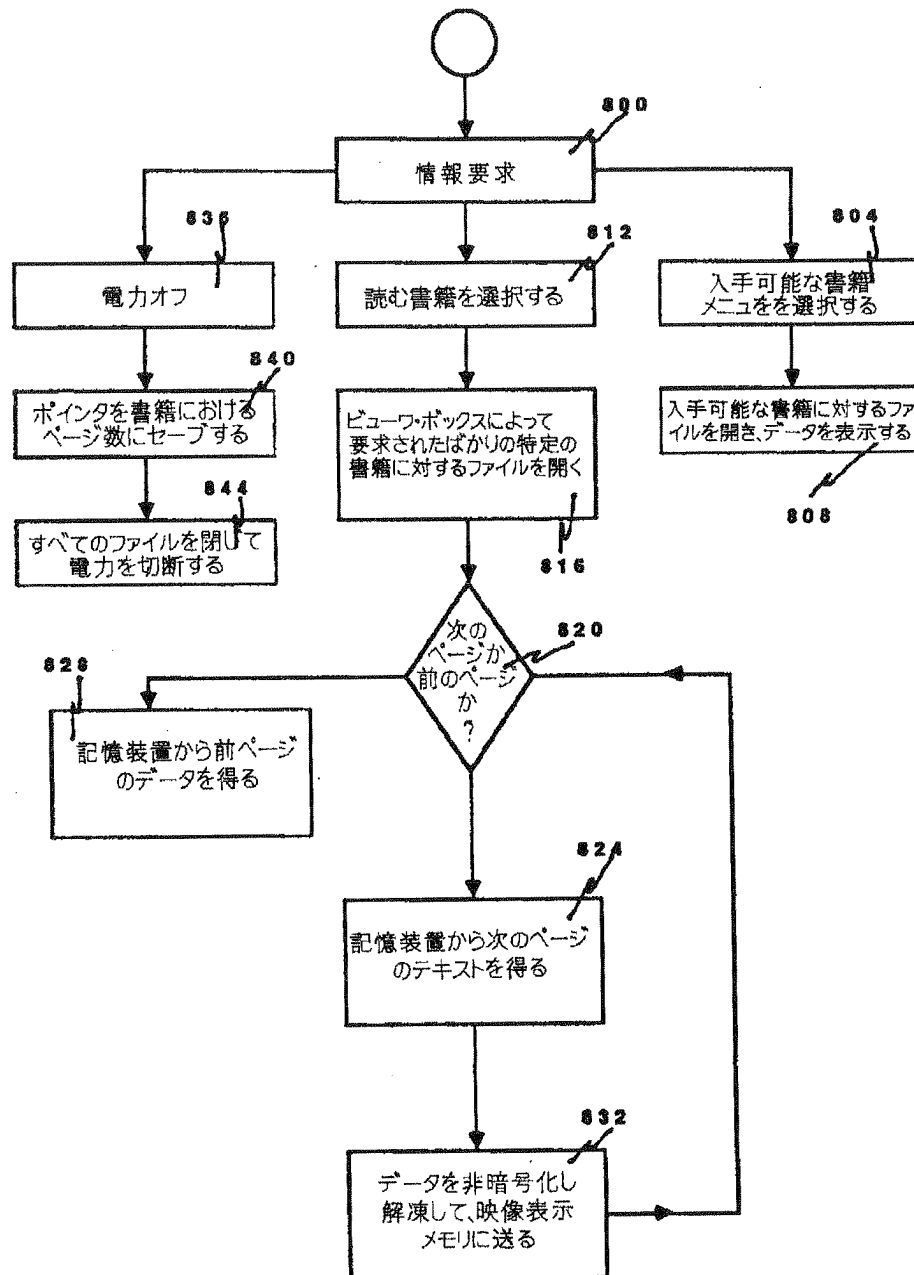 800
情報要求
836
電力オフ
812
読む書籍を選択する
804
入手可能な書籍
メニュをを選択する
840
ポインタを書籍における
ページ数にセーブする
ビューワ・ボックスによって
要求されたばかりの特定の
書籍に対するファイルを開く
816
入手可能な書籍に対するファ
イルを開き、データを表示する
808
844
すべてのファイルを閉じて
電力を切断する
次の
ページか
前のページ
か
?
820
828
記憶装置から前ページ
のデータを得る
824
記憶装置から次のページ
のテキストを得る
832
データを非暗号化し
解凍して、映像表示
メモリに送る